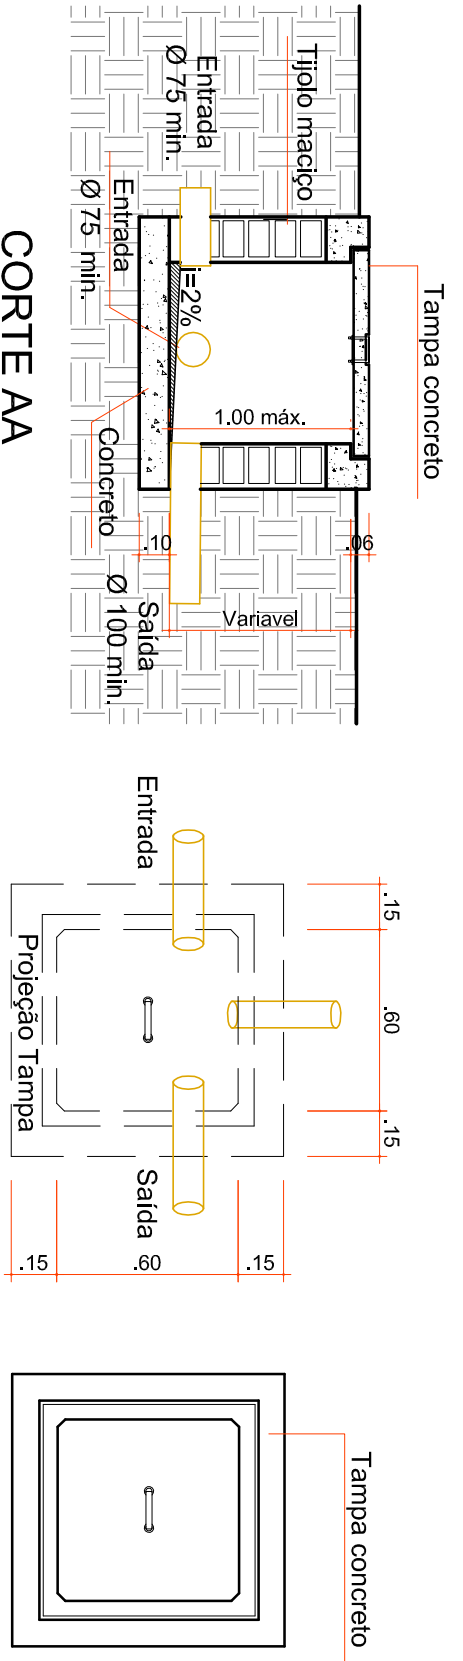 Tampa concreto
Tijolo maciço
Entrada
Ø 75 min.
Entrada
Ø 75 min.
i=2%
1.00 máx.
Concreto
.10
.06
Variavel
Saída
Ø 100 min.
CORTE AA
Entrada
Projeção Tampa
Saída
.15
.60
.15
.15
.60
.15
Tampa concreto